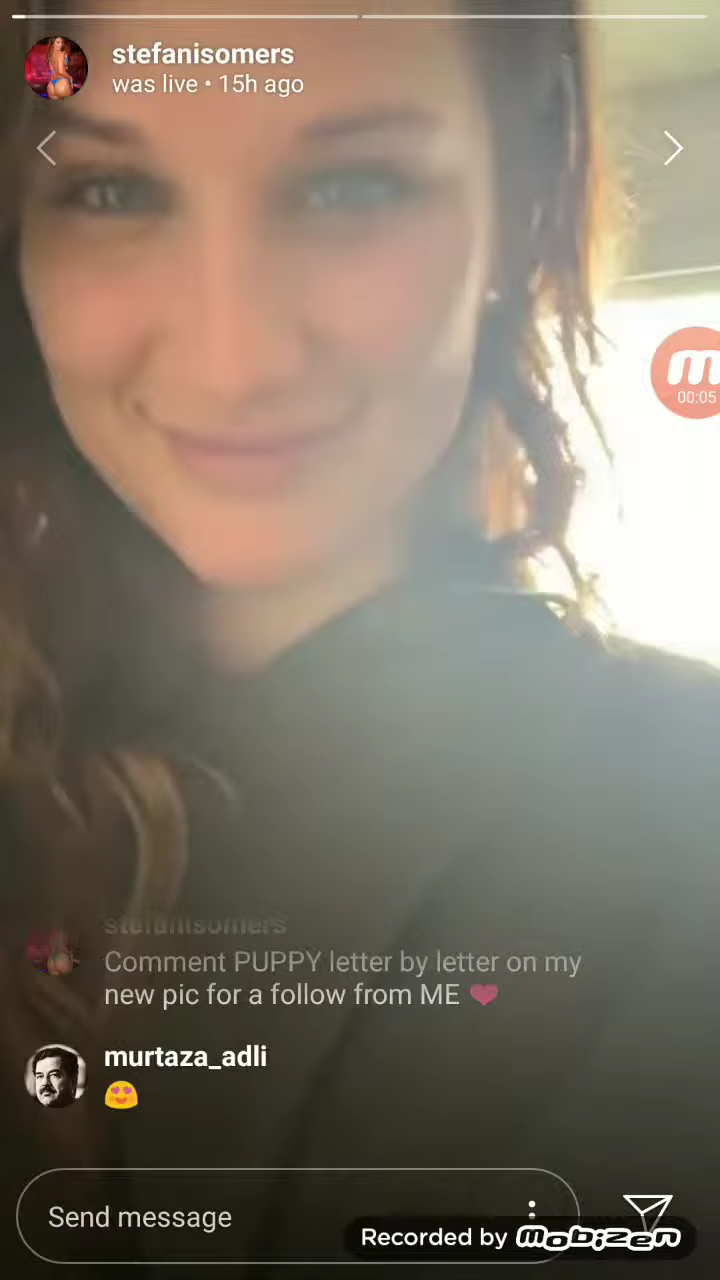 stefanisomers
was live • 15h ago
m
00:05
stefanisomers
Comment PUPPY letter by letter on my
new pic for a follow from ME ❤
murtaza_adli
😍
Send message
Recorded by mobizen